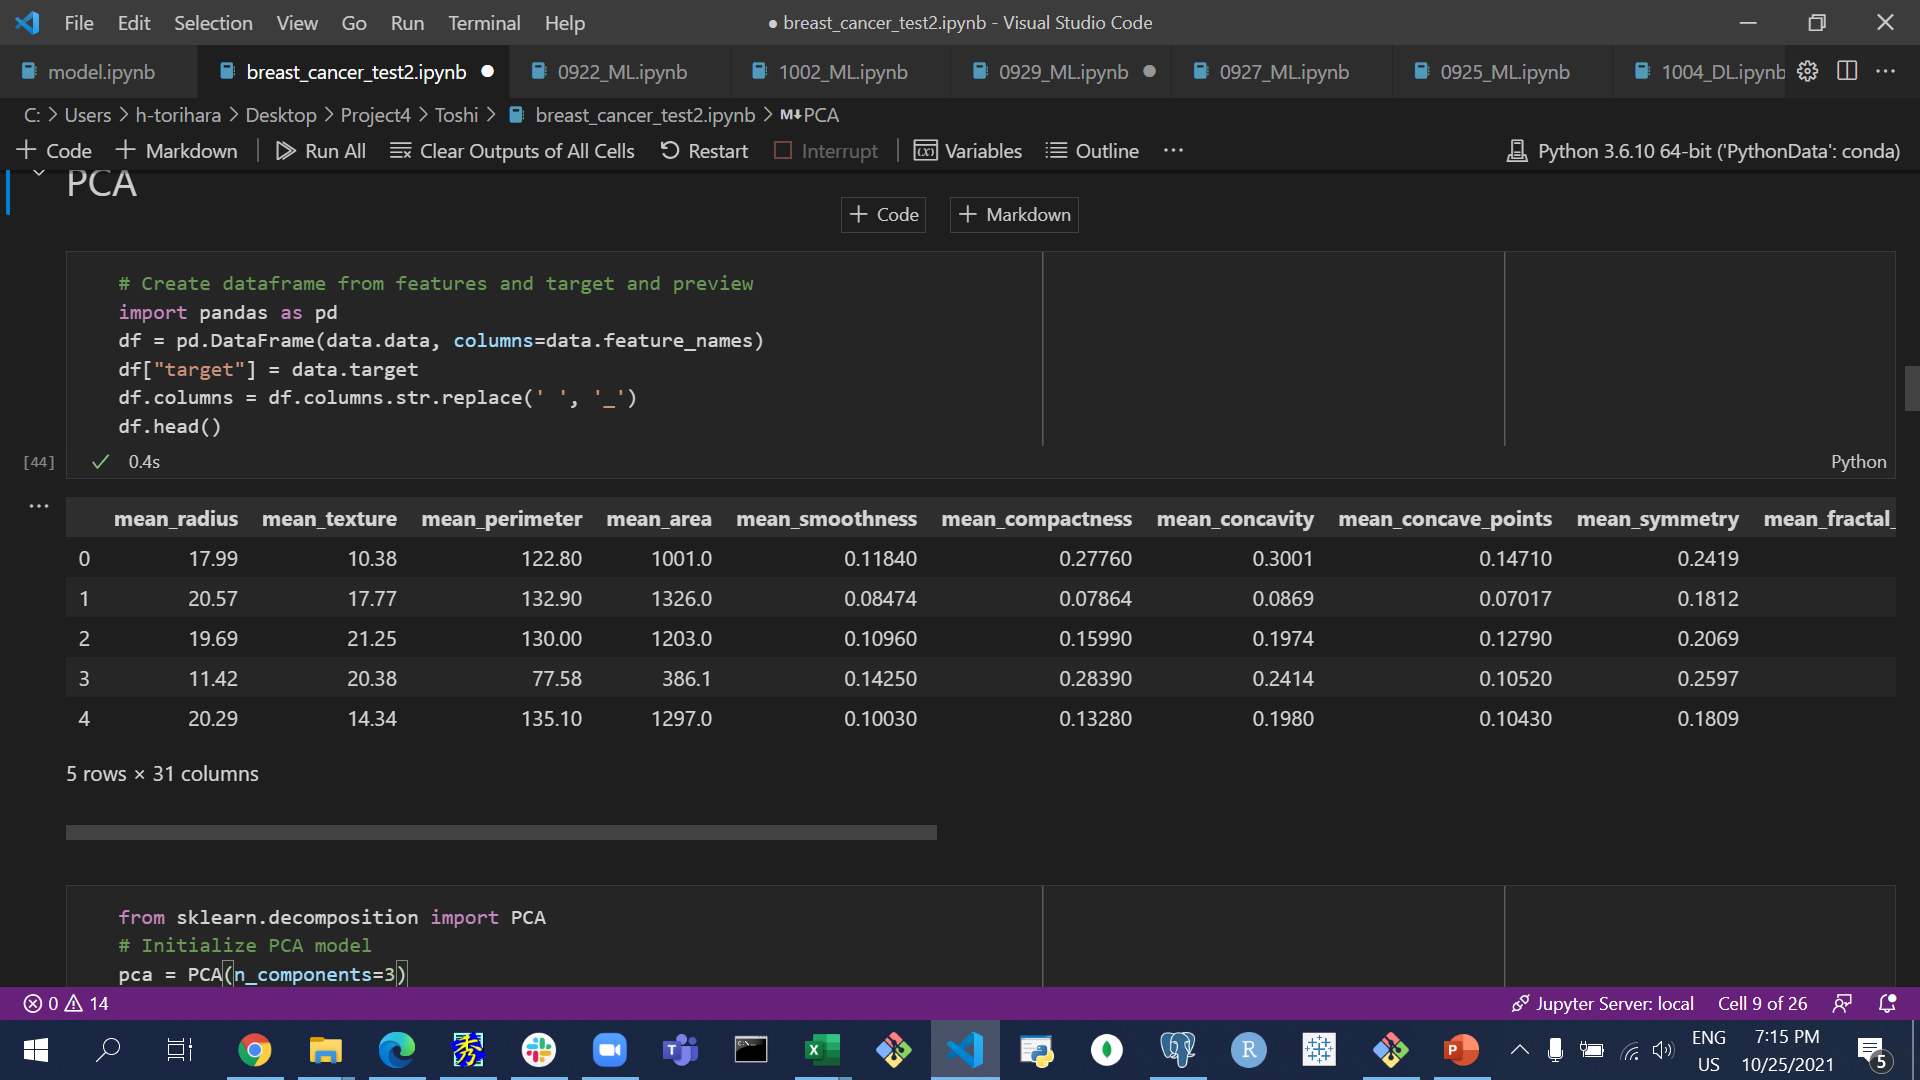 File Edit Selection View Go Run Terminal Help ● breast_cancer_test2.ipynb - Visual Studio Code
model.ipynb breast_cancer_test2.ipynb 0922_ML.ipynb 1002_ML.ipynb 0929_ML.ipynb 0927_ML.ipynb 0925_ML.ipynb 1004_DL.ipynb
C: > Users > h-torihara > Desktop > Project4 > Toshi > breast_cancer_test2.ipynb > M↓PCA
+ Code + Markdown Run All Clear Outputs of All Cells Restart Interrupt Variables Outline ... Python 3.6.10 64-bit ('PythonData': conda)
PCA
+ Code + Markdown
# Create dataframe from features and target and preview
import pandas as pd
df = pd.DataFrame(data.data, columns=data.feature_names)
df["target"] = data.target
df.columns = df.columns.str.replace(' ', '_')
df.head()
[44] ✓ 0.4s Python
...
mean_radius mean_texture mean_perimeter mean_area mean_smoothness mean_compactness mean_concavity mean_concave_points mean_symmetry mean_fractal_
0 17.99 10.38 122.80 1001.0 0.11840 0.27760 0.3001 0.14710 0.2419
1 20.57 17.77 132.90 1326.0 0.08474 0.07864 0.0869 0.07017 0.1812
2 19.69 21.25 130.00 1203.0 0.10960 0.15990 0.1974 0.12790 0.2069
3 11.42 20.38 77.58 386.1 0.14250 0.28390 0.2414 0.10520 0.2597
4 20.29 14.34 135.10 1297.0 0.10030 0.13280 0.1980 0.10430 0.1809
5 rows × 31 columns
from sklearn.decomposition import PCA
# Initialize PCA model
pca = PCA(n_components=3)
0 14 Jupyter Server: local Cell 9 of 26
秀 T C:\ X R P ENG 7:15 PM
US 10/25/2021 5